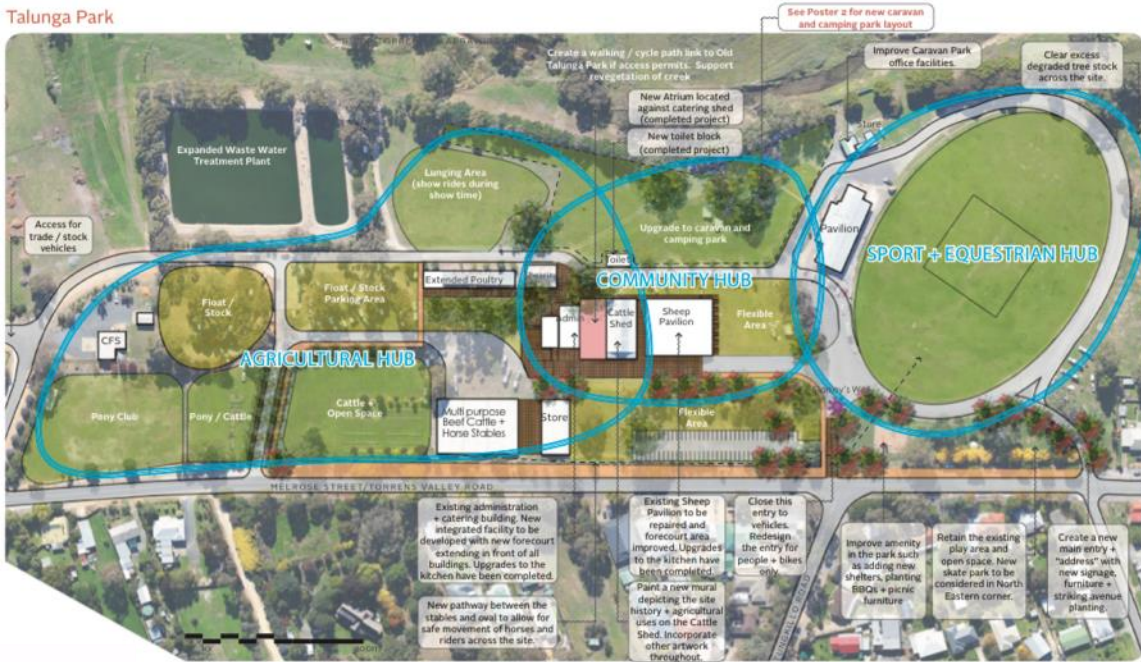 Talunga Park
See Poster 2 for new caravan
and camping park layout
Create a walking / cycle path link to Old
Talunga Park if access permits. Support
revegetation of creek
Improve Caravan Park
office facilities.
Clear excess
degraded tree stock
across the site.
New Atrium located
against catering shed
(completed project)
New toilet block
(completed project)
Expanded Waste Water
Treatment Plant
Lunging Area
(show rides during
show time)
Store
Access for
trade / stock
vehicles
Upgrade to caravan and
camping park
Pavilion
SPORT + EQUESTRIAN HUB
Toilet
COMMUNITY HUB
Extended Poultry
Float /
Stock
Float / Stock
Parking Area
Admin
Cattle
Shed
Sheep
Pavilion
Flexible
Area
CFS
AGRICULTURAL HUB
Pony Club
Pony / Cattle
Cattle +
Open Space
Multi purpose
Beef Cattle +
Horse Stables
Store
Flexible
Area
MELROSE STREET/TORRENS VALLEY ROAD
Existing administration
+ catering building. New
integrated facility to be
developed with new forecourt
extending in front of all
buildings. Upgrades to the
kitchen have been completed.
New pathway between the
stables and oval to allow for
safe movement of horses and
riders across the site.
Existing Sheep
Pavilion to be
repaired and
forecourt area
improved. Upgrades
to the kitchen have
been completed.
Paint a new mural
depicting the site
history + agricultural
uses on the Cattle
Shed. Incorporate
other artwork
throughout.
Close this
entry to
vehicles.
Redesign
the entry for
people + bikes
only.
Improve amenity
in the park such
as adding new
shelters, planting
BBQs + picnic
furniture
Retain the existing
play area and
open space. New
skate park to be
considered in North
Eastern corner.
Create a new
main entry +
"address" with
new signage,
furniture +
striking avenue
planting.
TUNGKILLO ROAD